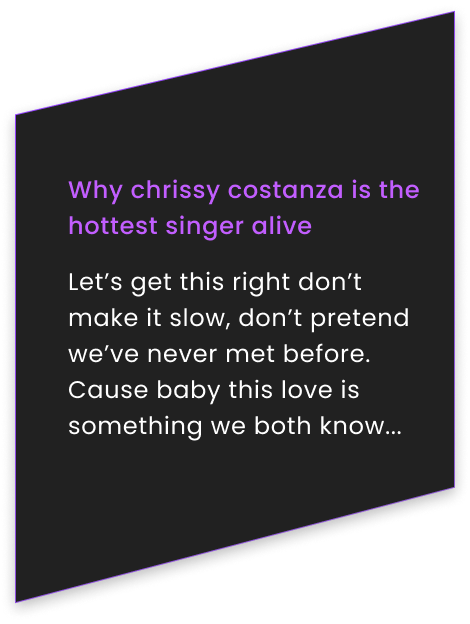 Why chrissy costanza is the
hottest singer alive
Let’s get this right don’t
make it slow, don’t pretend
we’ve never met before.
Cause baby this love is
something we both know...